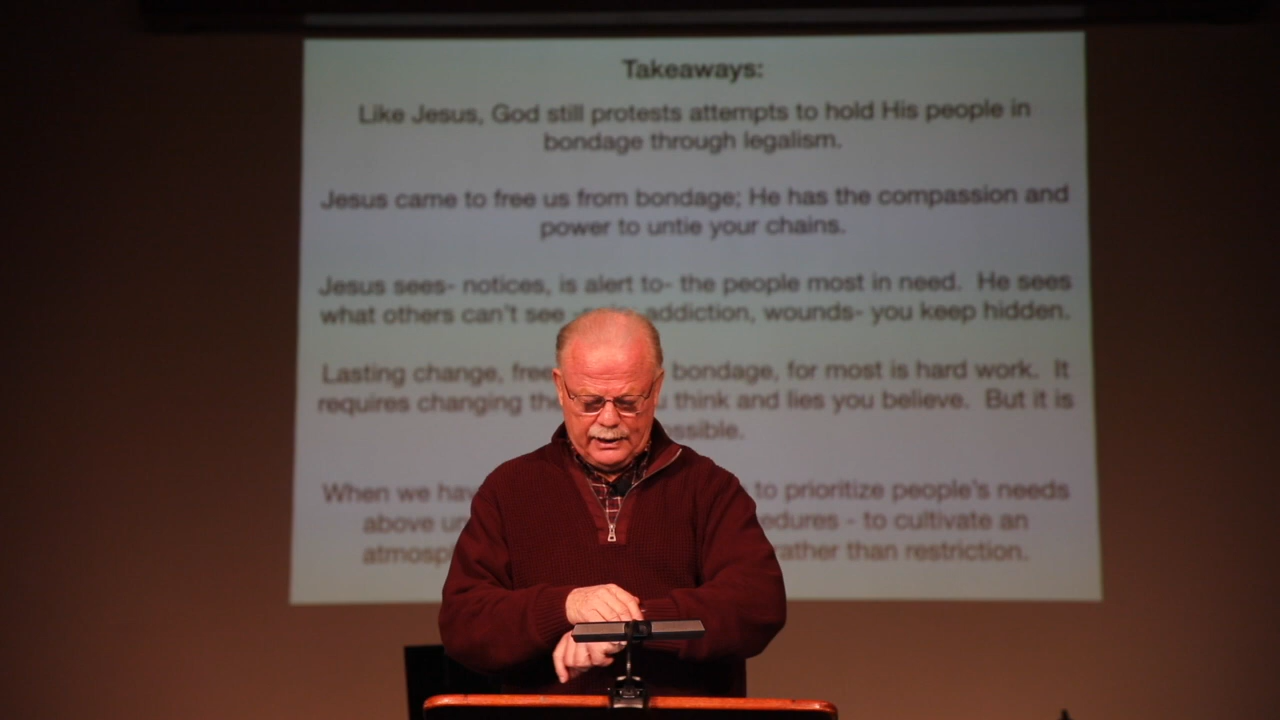 Takeaways:
Like Jesus, God still protests attempts to hold His people in
bondage through legalism.
Jesus came to free us from bondage; He has the compassion and
power to untie your chains.
Jesus sees- notices, is alert to- the people most in need. He sees
what others can't see addiction, wounds- you keep hidden.
Lasting change, bondage, for most is hard work. It
requires changing think and lies you believe. But it is
When we to prioritize people's needs
above - to cultivate an
rather than restriction.